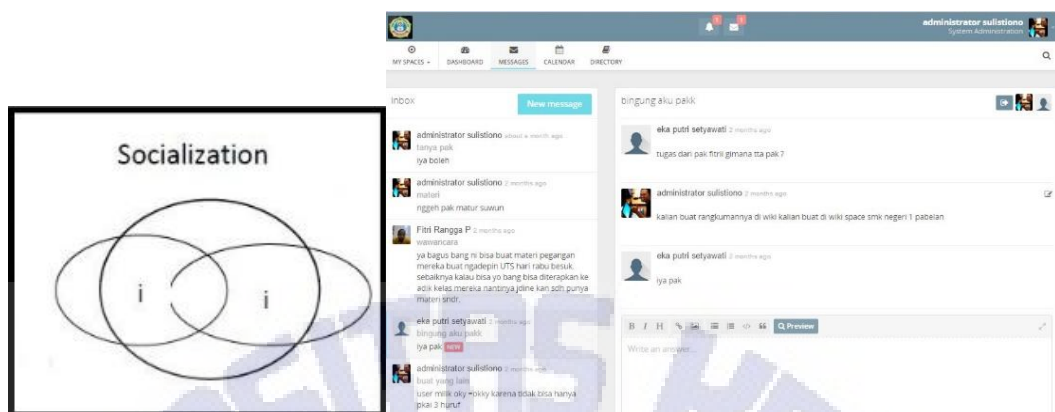 Socialization
i
i
1
1
administrator sulistiono
System Administration
MY SPACES
DASHBOARD
MESSAGES
CALENDAR
DIRECTORY
inbox
New message
administrator sulistiono about a month ago
tanya pak
iya boleh
administrator sulistiono 2 months ago
materi
nggeh pak matur suwun
Fitri Rangga P 2 months ago
wawancara
ya bagus bang ni bisa buat materi pegangan
mereka buat ngadepin UTS hari rabu besuk.
sebaiknya kalau bisa yo bang bisa diterapkan ke
adik kelas mereka nantinya jdine kan sdh punya
materi sndr.
eka putri setyawati 2 months ago
bingung aku pakk
iya pak NEW
administrator sulistiono 2 months ago
buat yang lain
user milik oky =okky karena tidak bisa hanya
pkai 3 huruf
bingung aku pakk
eka putri setyawati 2 months ago
tugas dari pak fitrii gimana tta pak ?
administrator sulistiono 2 months ago
kalian buat rangkumannya di wiki kalian buat di wiki space smk negeri 1 pabelan
eka putri setyawati 2 months ago
iya pak
B I H Preview
Write an answer...